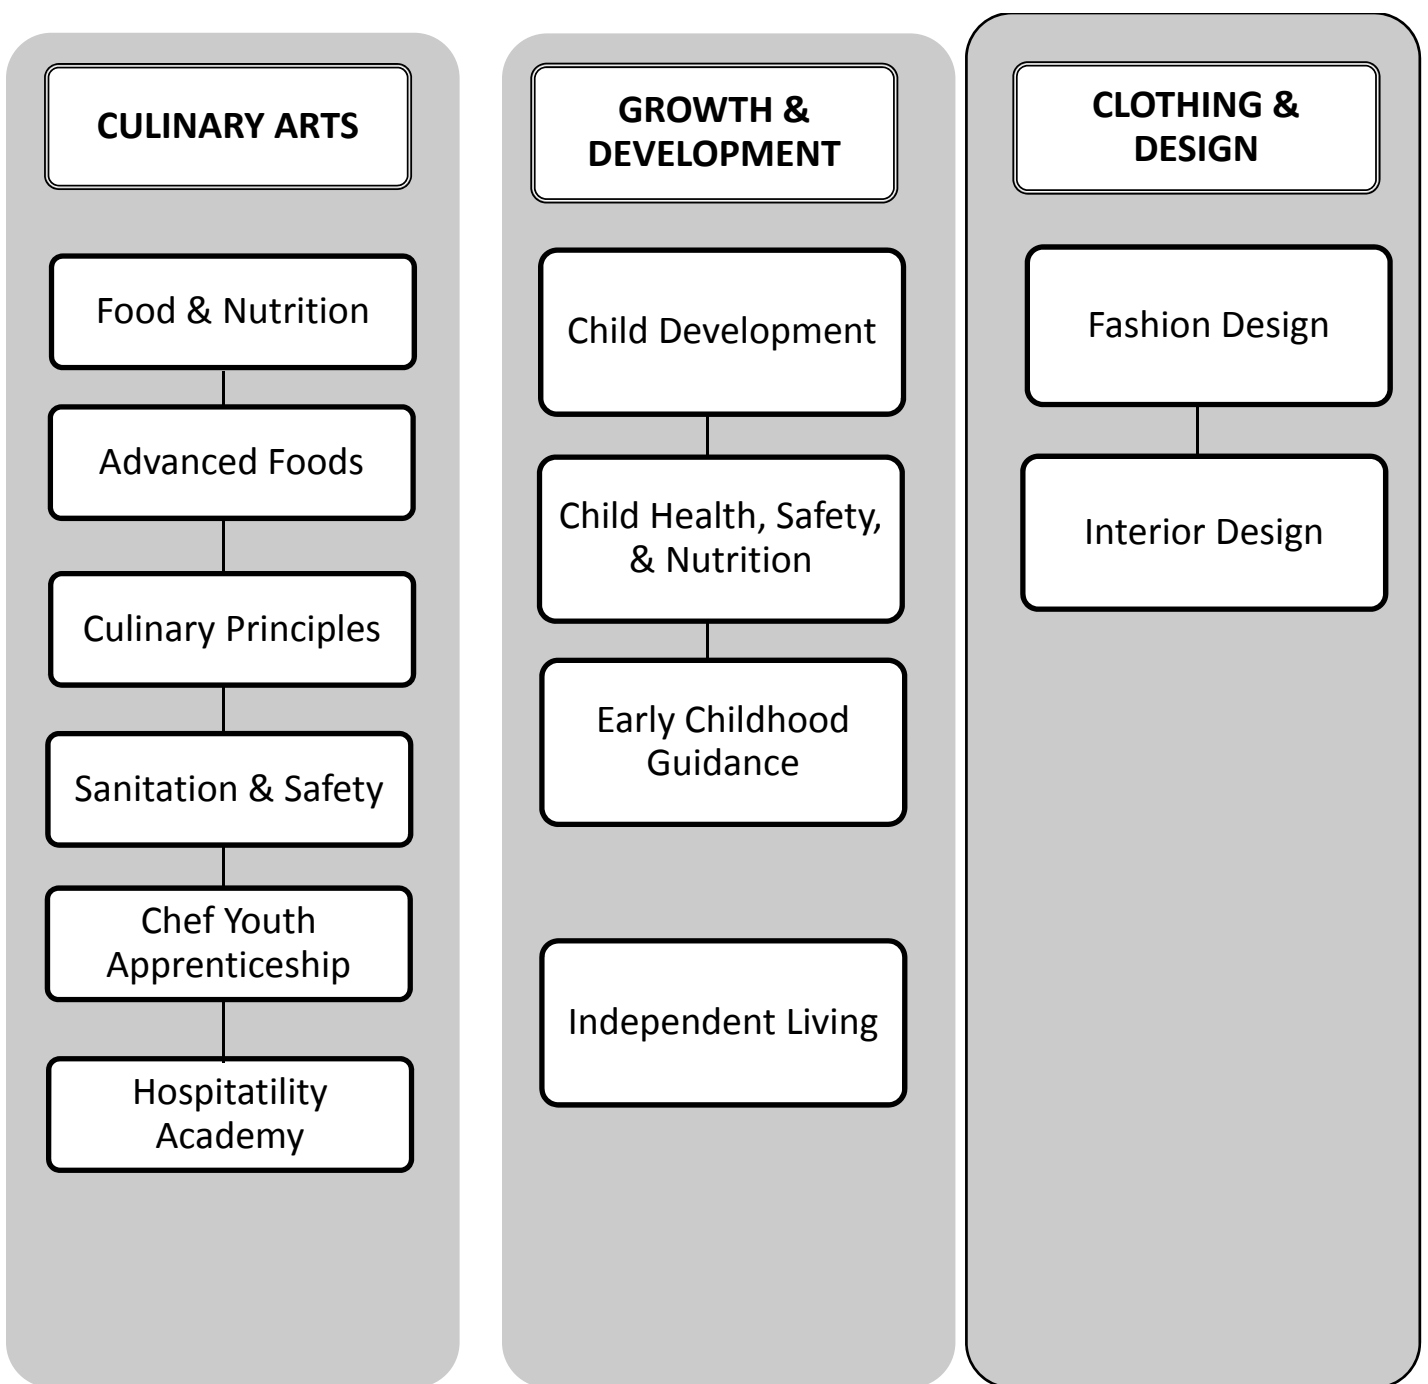 CULINARY ARTS
Food & Nutrition
Advanced Foods
Culinary Principles
Sanitation & Safety
Chef Youth
Apprenticeship
Hospitatility
Academy
GROWTH &
DEVELOPMENT
Child Development
Child Health, Safety,
& Nutrition
Early Childhood
Guidance
Independent Living
CLOTHING &
DESIGN
Fashion Design
Interior Design